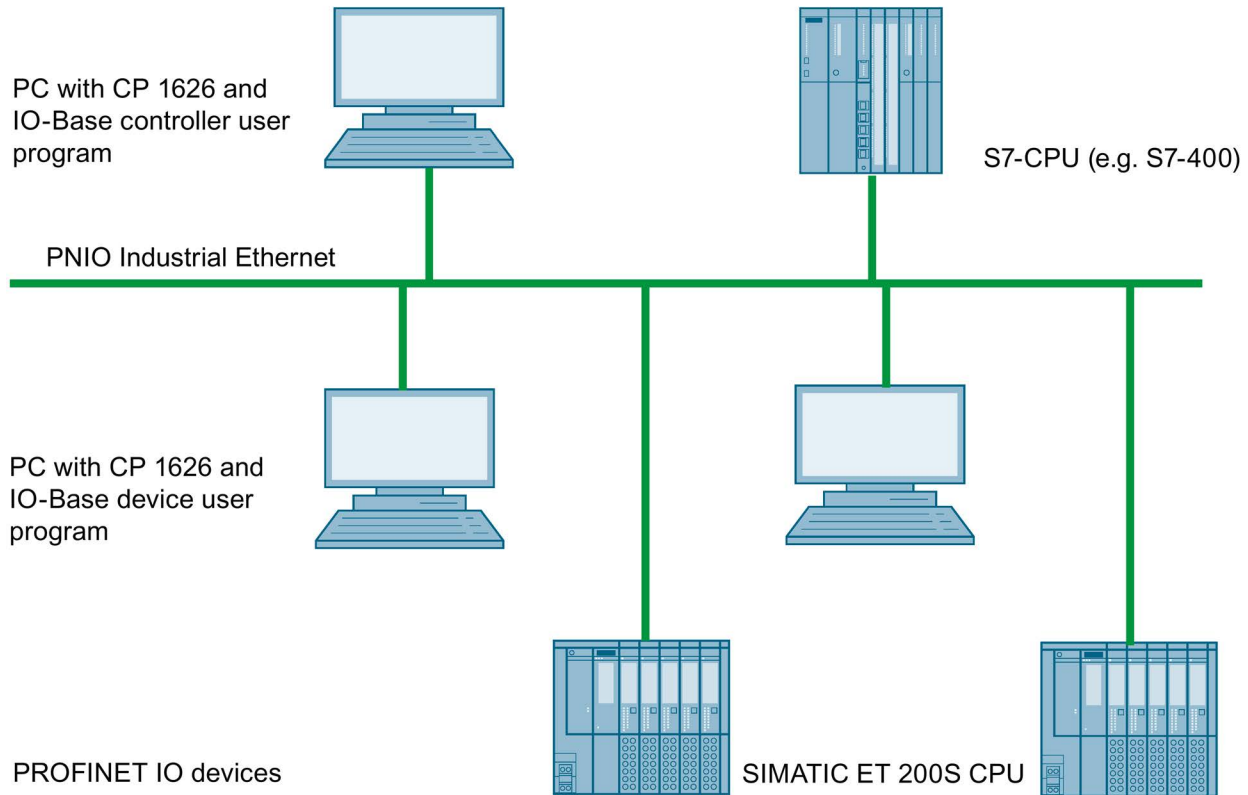 PC with CP 1626 and
IO-Base controller user
program
S7-CPU (e.g. S7-400)
PNIO Industrial Ethernet
PC with CP 1626 and
IO-Base device user
program
PROFINET IO devices
SIMATIC ET 200S CPU